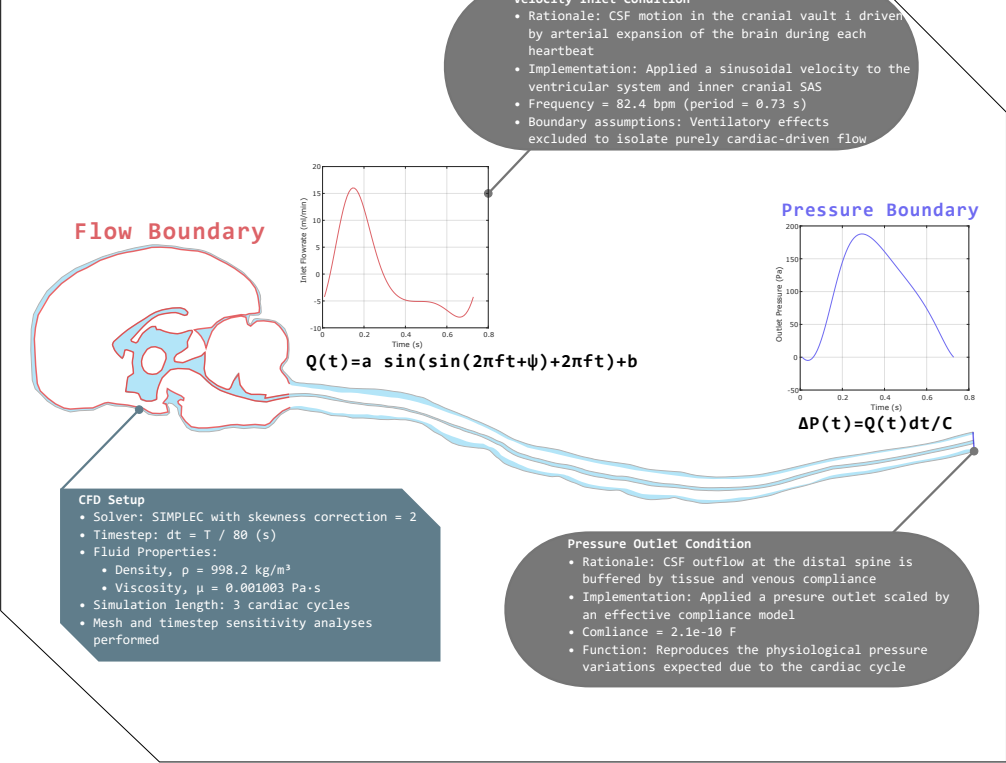 Velocity Inlet Condition
• Rationale: CSF motion in the cranial vault i driven
by arterial expansion of the brain during each
heartbeat
• Implementation: Applied a sinusoidal velocity to the
ventricular system and inner cranial SAS
• Frequency = 82.4 bpm (period = 0.73 s)
• Boundary assumptions: Ventilatory effects
excluded to isolate purely cardiac-driven flow
Flow Boundary
20
15
10
5
0
-5
-10
Inlet Flowrate (ml/min)
0 0.2 0.4 0.6 0.8
Time (s)
Q(t)=a sin(sin(2πft+ψ)+2πft)+b
Pressure Boundary
200
150
100
50
0
-50
Outlet Pressure (Pa)
0 0.2 0.4 0.6 0.8
Time (s)
ΔP(t)=Q(t)dt/C
CFD Setup
• Solver: SIMPLEC with skewness correction = 2
• Timestep: dt = T / 80 (s)
• Fluid Properties:
• Density, ρ = 998.2 kg/m³
• Viscosity, μ = 0.001003 Pa·s
• Simulation length: 3 cardiac cycles
• Mesh and timestep sensitivity analyses
performed
Pressure Outlet Condition
• Rationale: CSF outflow at the distal spine is
buffered by tissue and venous compliance
• Implementation: Applied a presure outlet scaled by
an effective compliance model
• Comliance = 2.1e-10 F
• Function: Reproduces the physiological pressure
variations expected due to the cardiac cycle